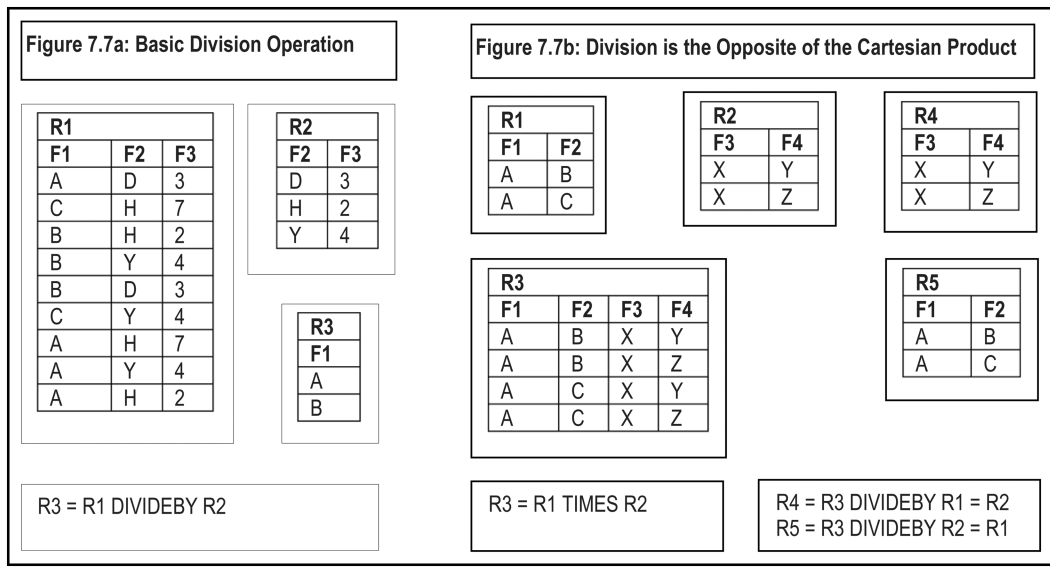 Figure 7.7a: Basic Division Operation
R1
F1 F2 F3
A D 3
C H 7
B H 2
B Y 4
B D 3
C Y 4
A H 7
A Y 4
A H 2
R2
F2 F3
D 3
H 2
Y 4
R3
F1
A
B
R3 = R1 DIVIDEBY R2
Figure 7.7b: Division is the Opposite of the Cartesian Product
R1
F1 F2
A B
A C
R2
F3 F4
X Y
X Z
R4
F3 F4
X Y
X Z
R3
F1 F2 F3 F4
A B X Y
A B X Z
A C X Y
A C X Z
R5
F1 F2
A B
A C
R3 = R1 TIMES R2
R4 = R3 DIVIDEBY R1 = R2
R5 = R3 DIVIDEBY R2 = R1